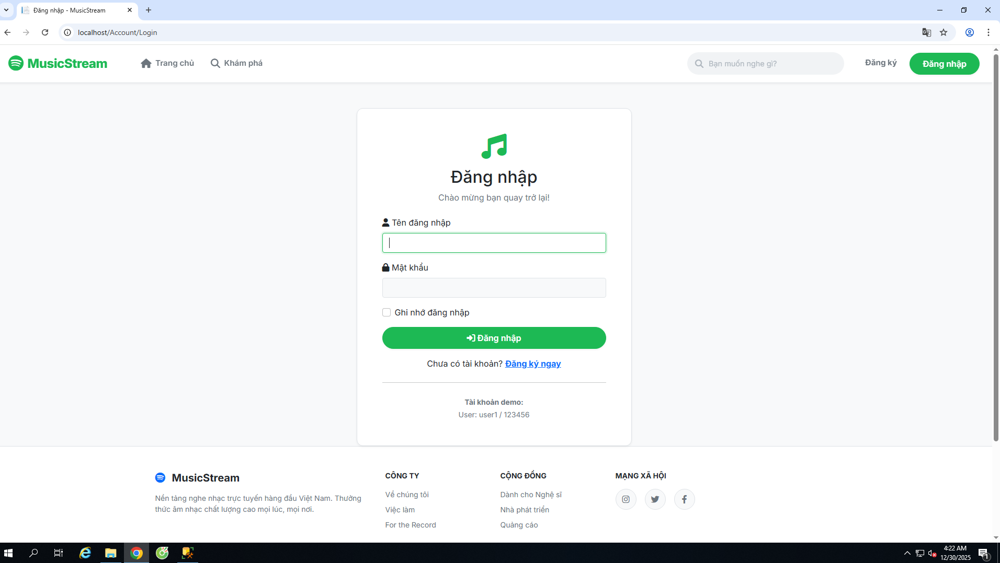 Đăng nhập - MusicStream
localhost/Account/Login
MusicStream
Trang chủ
Khám phá
Bạn muốn nghe gì?
Đăng ký
Đăng nhập
Đăng nhập
Chào mừng bạn quay trở lại!
Tên đăng nhập
Mật khẩu
Ghi nhớ đăng nhập
Đăng nhập
Chưa có tài khoản? Đăng ký ngay
Tài khoản demo:
User: user1 / 123456
MusicStream
Nền tảng nghe nhạc trực tuyến hàng đầu Việt Nam. Thưởng
thức âm nhạc chất lượng cao mọi lúc, mọi nơi.
CÔNG TY
Về chúng tôi
Việc làm
For the Record
CỘNG ĐỒNG
Dành cho Nghệ sĩ
Nhà phát triển
Quảng cáo
MẠNG XÃ HỘI
4:22 AM
12/30/2025
1